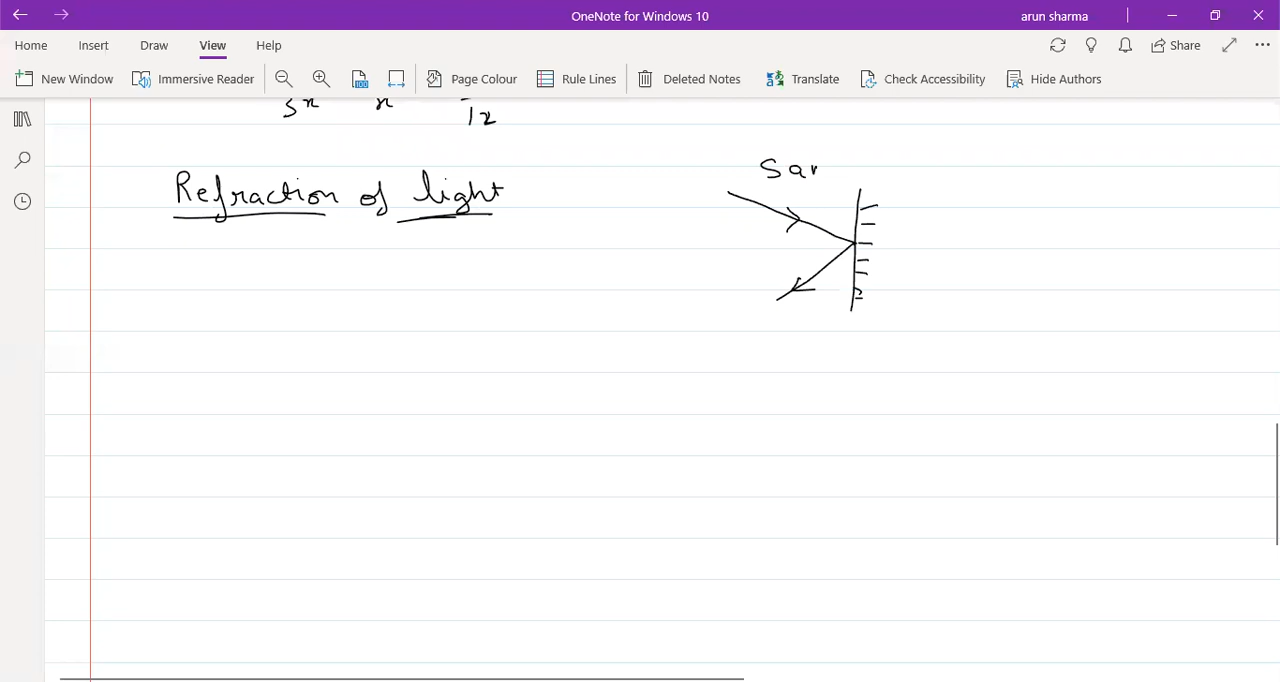 OneNote for Windows 10
arun sharma
Home Insert Draw View Help
Share
New Window Immersive Reader Page Colour Rule Lines Deleted Notes Translate Check Accessibility Hide Authors
Refraction of light